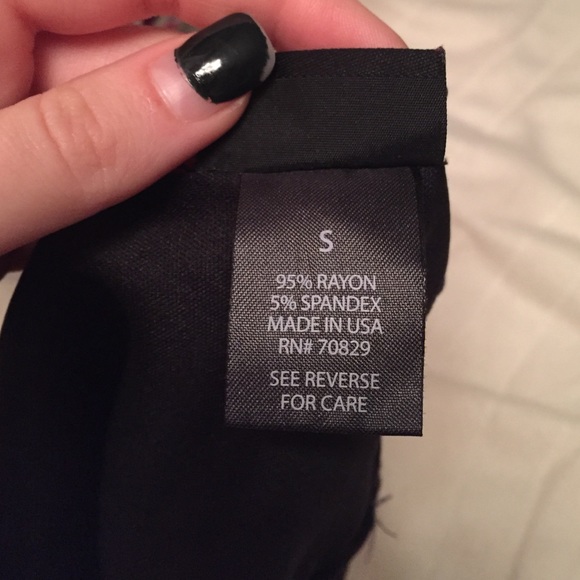 S
95% RAYON
5% SPANDEX
MADE IN USA
RN# 70829
SEE REVERSE
FOR CARE